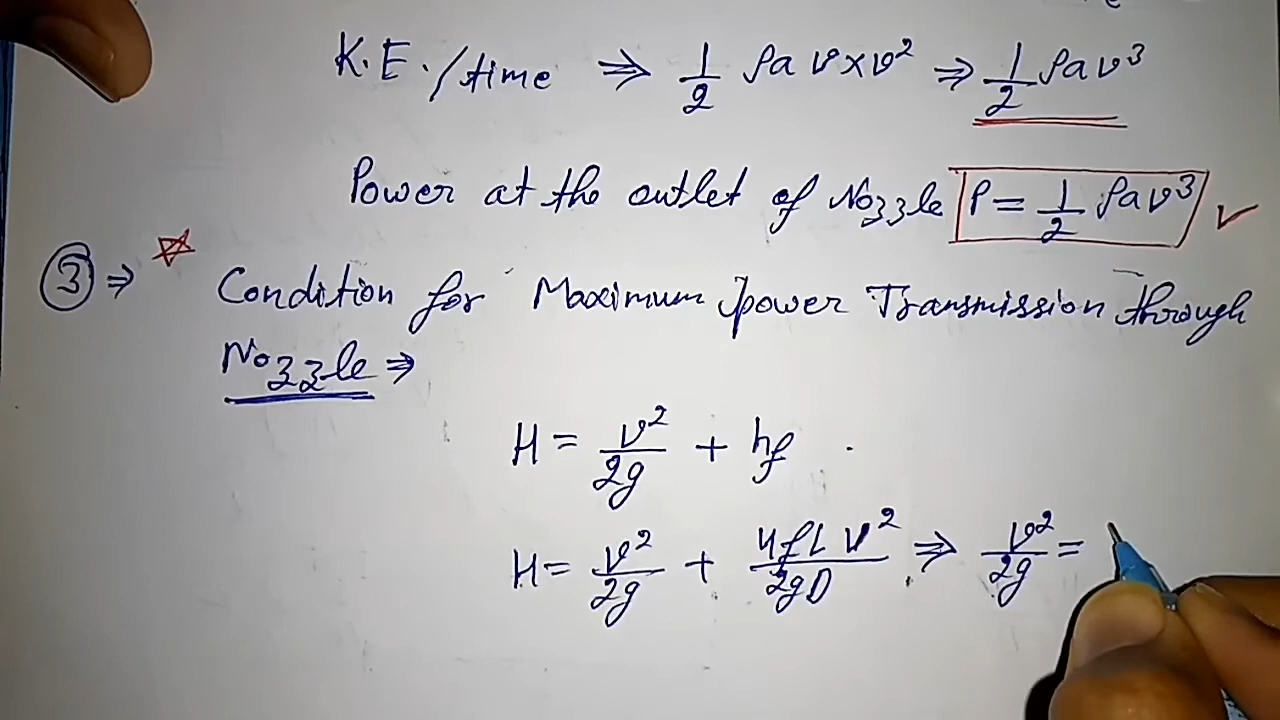 K.E./time ⇒ 1/2 ρa v×v² ⇒ 1/2 ρav³
Power at the outlet of Nozzle P = 1/2 ρav³ ✓
③ ⇒ ☆ Condition for Maximum power Transmission through
Nozzle ⇒
H = v²/2g + hf
H = v²/2g + 4fLV²/2gD ⇒ v²/2g =